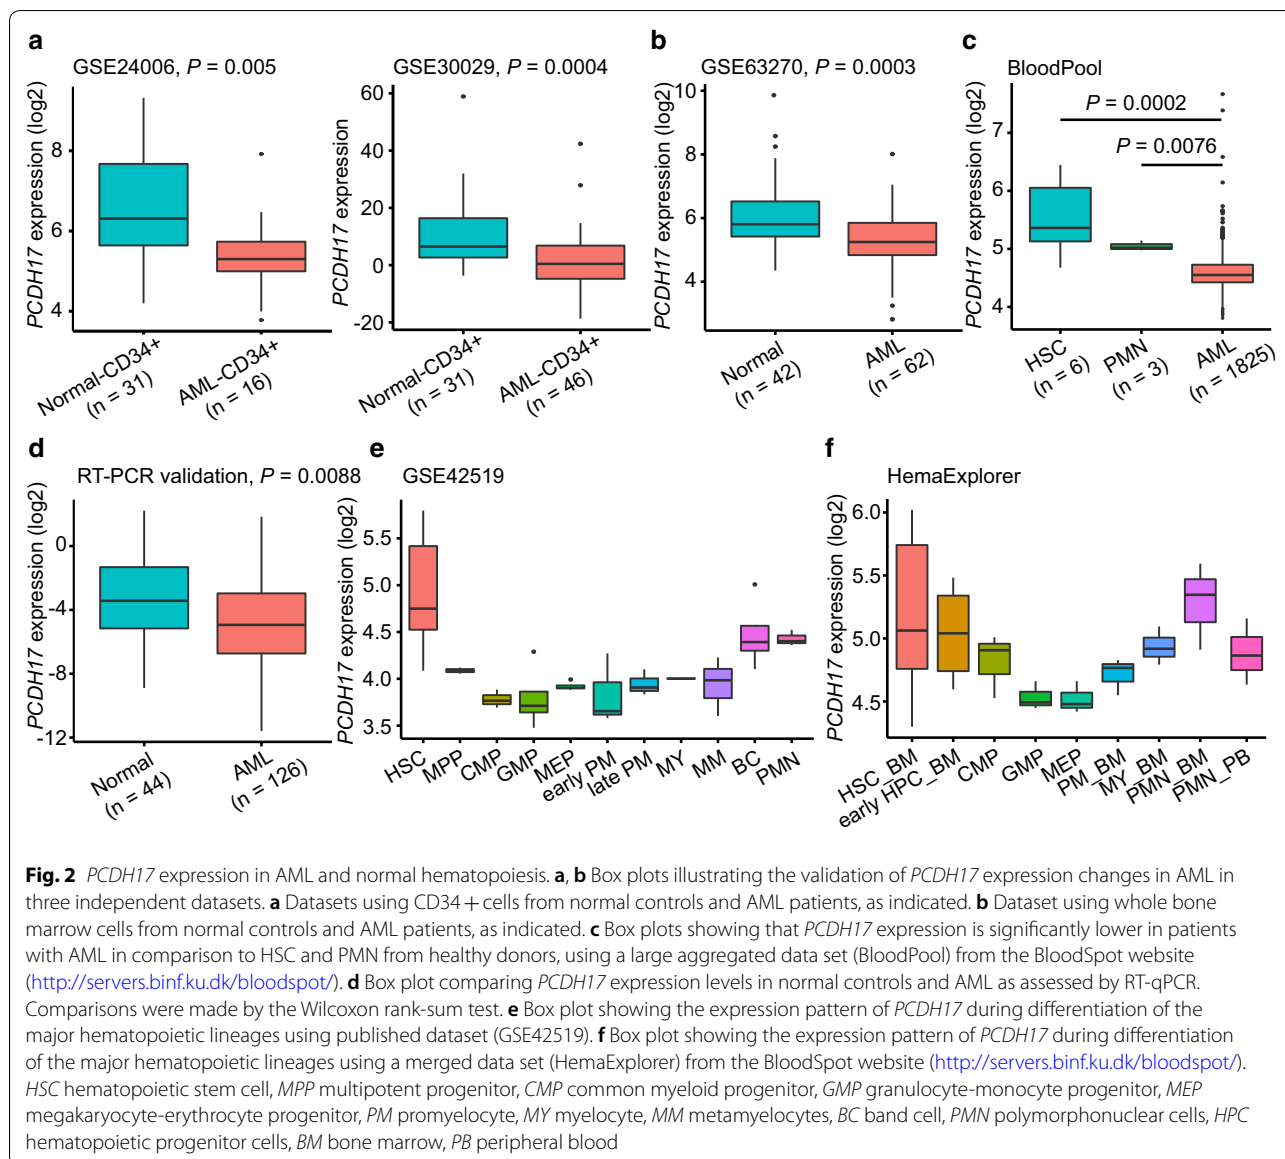 a
GSE24006, P = 0.005
PCDH17 expression (log2)
8
6
4
Normal-CD34+
(n = 31)
AML-CD34+
(n = 16)
GSE30029, P = 0.0004
PCDH17 expression
60
40
20
0
-20
Normal-CD34+
(n = 31)
AML-CD34+
(n = 46)
b
GSE63270, P = 0.0003
PCDH17 expression (log2)
10
8
6
4
Normal
(n = 42)
AML
(n = 62)
c
BloodPool
P = 0.0002
P = 0.0076
PCDH17 expression (log2)
7
6
5
4
HSC
(n = 6)
PMN
(n = 3)
AML
(n = 1825)
d
RT-PCR validation, P = 0.0088
PCDH17 expression (log2)
0
-4
-8
-12
Normal
(n = 44)
AML
(n = 126)
e
GSE42519
PCDH17 expression (log2)
5.5
5.0
4.5
4.0
3.5
HSC
MPP
CMP
GMP
MEP
early PM
late PM
MY
MM
BC
PMN
f
HemaExplorer
PCDH17 expression (log2)
6.0
5.5
5.0
4.5
HSC_BM
early HPC_BM
CMP
GMP
MEP
PM_BM
MY_BM
PMN_BM
PMN_PB
Fig. 2 PCDH17 expression in AML and normal hematopoiesis. a, b Box plots illustrating the validation of PCDH17 expression changes in AML in
three independent datasets. a Datasets using CD34+ cells from normal controls and AML patients, as indicated. b Dataset using whole bone
marrow cells from normal controls and AML patients, as indicated. c Box plots showing that PCDH17 expression is significantly lower in patients
with AML in comparison to HSC and PMN from healthy donors, using a large aggregated data set (BloodPool) from the BloodSpot website
(http://servers.binf.ku.dk/bloodspot/). d Box plot comparing PCDH17 expression levels in normal controls and AML as assessed by RT-qPCR.
Comparisons were made by the Wilcoxon rank-sum test. e Box plot showing the expression pattern of PCDH17 during differentiation of the
major hematopoietic lineages using published dataset (GSE42519). f Box plot showing the expression pattern of PCDH17 during differentiation
of the major hematopoietic lineages using a merged data set (HemaExplorer) from the BloodSpot website (http://servers.binf.ku.dk/bloodspot/).
HSC hematopoietic stem cell, MPP multipotent progenitor, CMP common myeloid progenitor, GMP granulocyte-monocyte progenitor, MEP
megakaryocyte-erythrocyte progenitor, PM promyelocyte, MY myelocyte, MM metamyelocytes, BC band cell, PMN polymorphonuclear cells, HPC
hematopoietic progenitor cells, BM bone marrow, PB peripheral blood